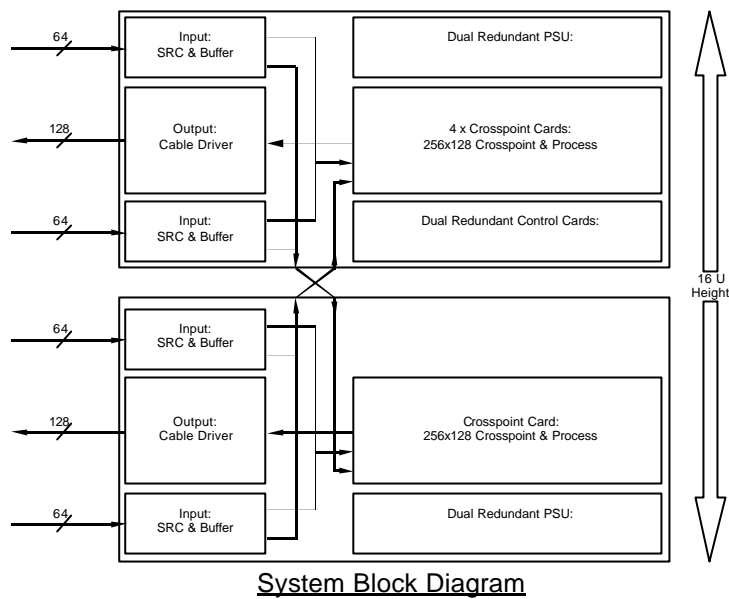 64
Input:
SRC & Buffer
Dual Redundant PSU:
128
Output:
Cable Driver
4 x Crosspoint Cards:
256x128 Crosspoint & Process
64
Input:
SRC & Buffer
Dual Redundant Control Cards:
16 U
Height
64
Input:
SRC & Buffer
128
Output:
Cable Driver
Crosspoint Card:
256x128 Crosspoint & Process
64
Input:
SRC & Buffer
Dual Redundant PSU:
System Block Diagram